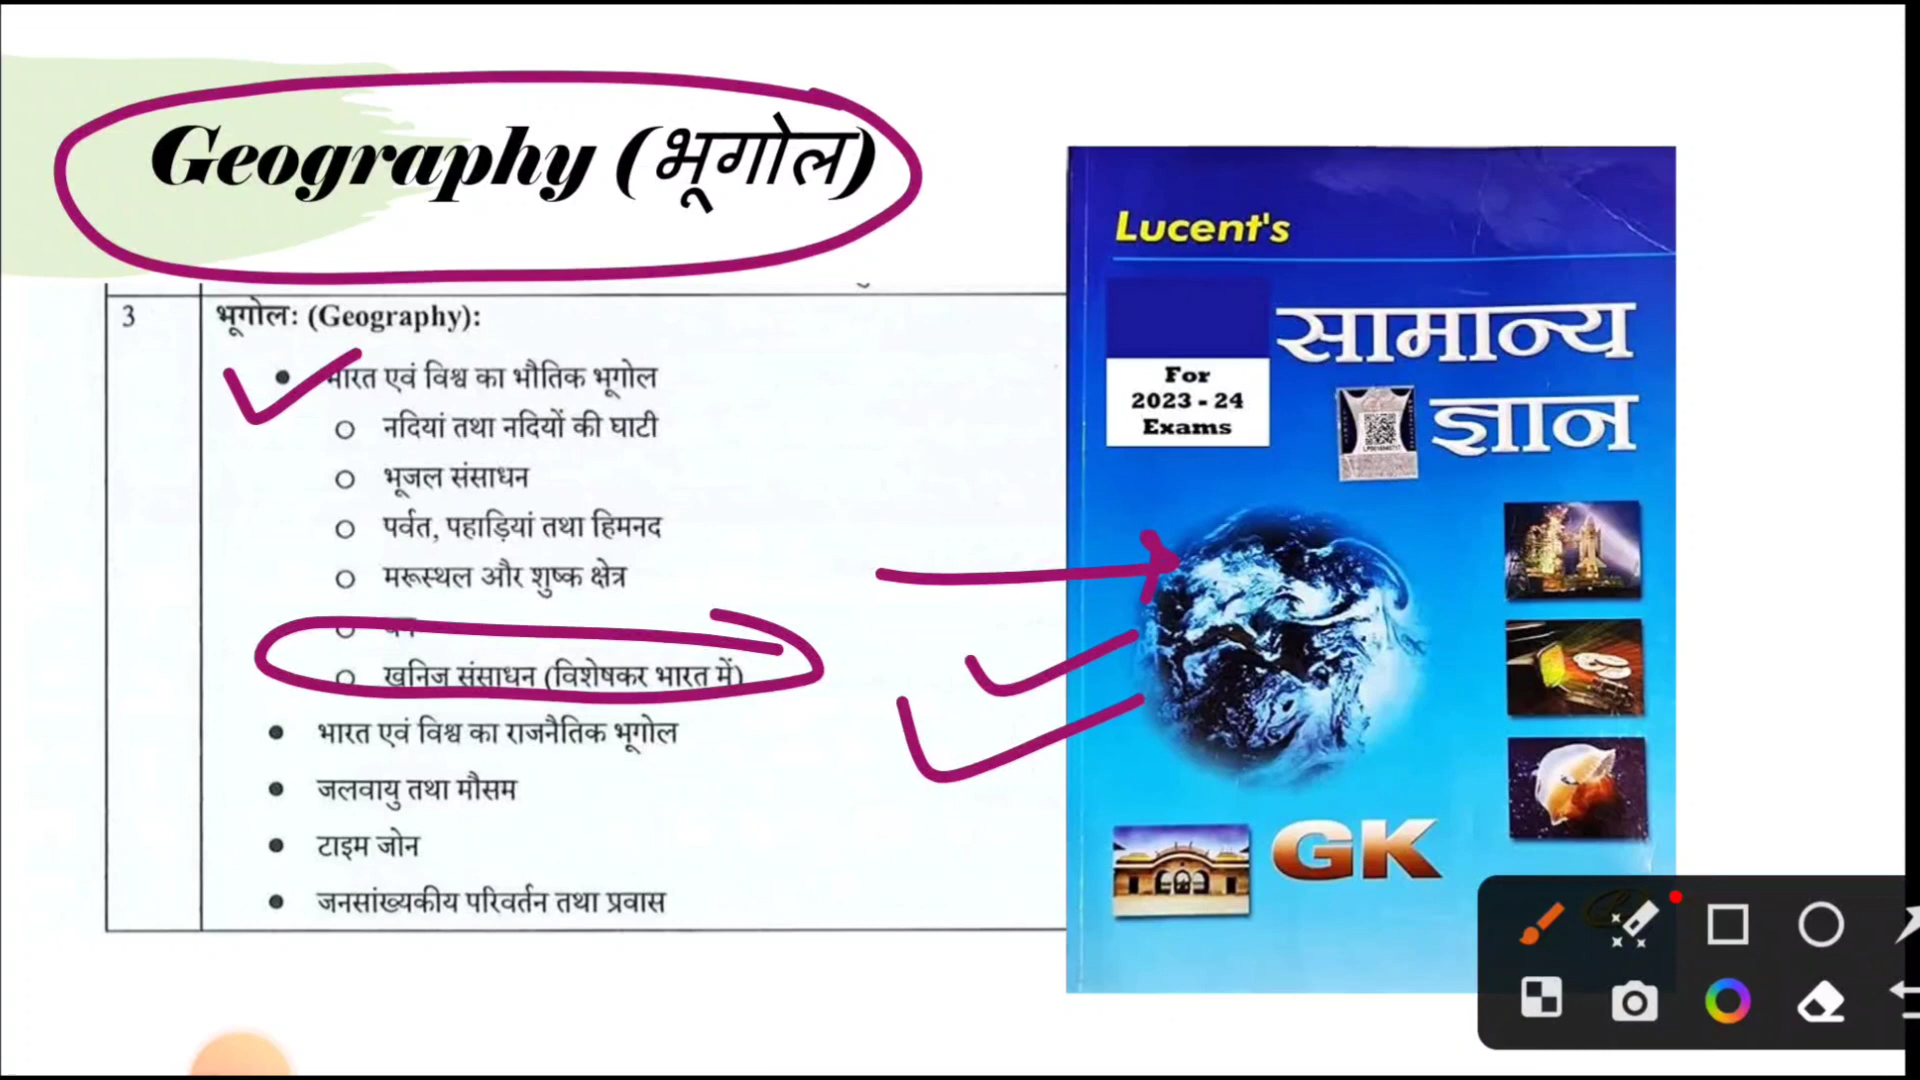 Geography (भूगोल)
3
भूगोल: (Geography):
भारत एवं विश्व का भौतिक भूगोल
नदियां तथा नदियों की घाटी
भूजल संसाधन
पर्वत, पहाड़ियां तथा हिमनद
मरूस्थल और शुष्क क्षेत्र
खनिज संसाधन (विशेषकर भारत में)
भारत एवं विश्व का राजनैतिक भूगोल
जलवायु तथा मौसम
टाइम जोन
जनसांख्यकीय परिवर्तन तथा प्रवास
Lucent's
सामान्य
ज्ञान
For
2023 - 24
Exams
GK